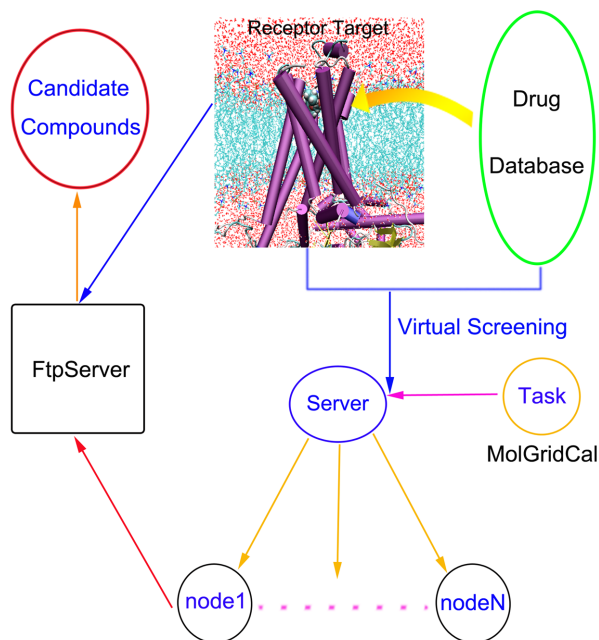 Receptor Target
Candidate
Compounds
Drug
Database
Virtual Screening
FtpServer
Server
Task
MolGridCal
node1
nodeN